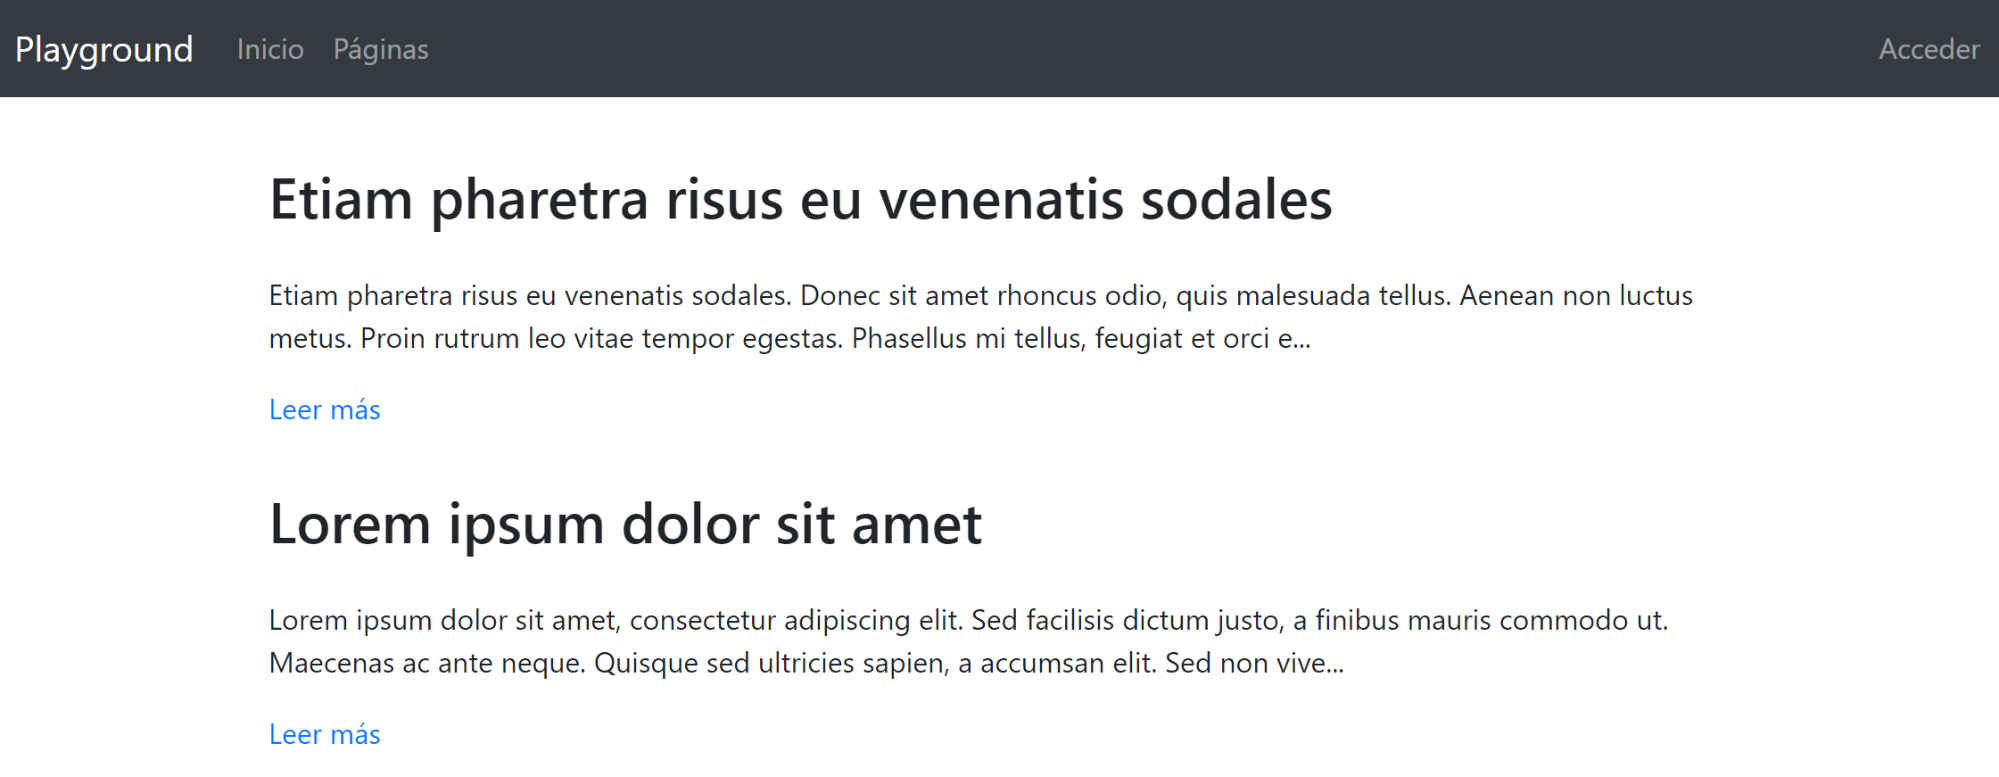 Playground Inicio Páginas Acceder
Etiam pharetra risus eu venenatis sodales
Etiam pharetra risus eu venenatis sodales. Donec sit amet rhoncus odio, quis malesuada tellus. Aenean non luctus
metus. Proin rutrum leo vitae tempor egestas. Phasellus mi tellus, feugiat et orci e...
Leer más
Lorem ipsum dolor sit amet
Lorem ipsum dolor sit amet, consectetur adipiscing elit. Sed facilisis dictum justo, a finibus mauris commodo ut.
Maecenas ac ante neque. Quisque sed ultricies sapien, a accumsan elit. Sed non vive...
Leer más